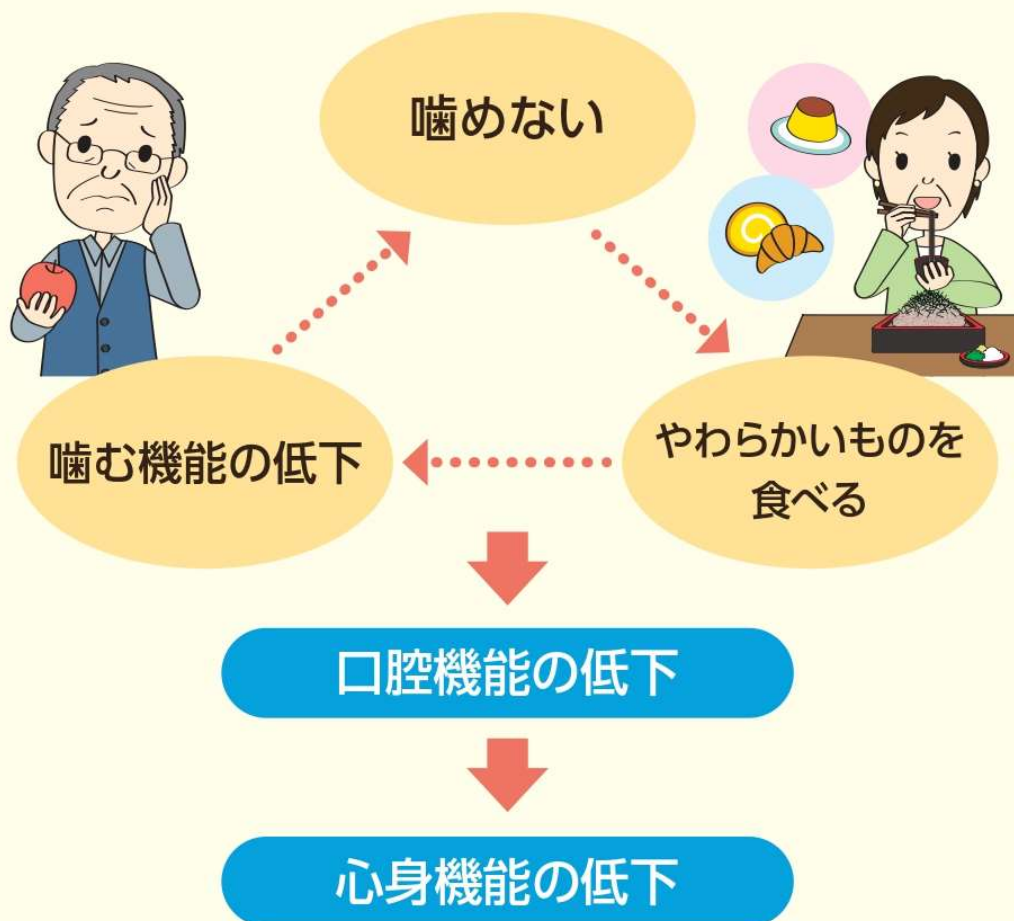 噛めない
やわらかいものを
食べる
噛む機能の低下
口腔機能の低下
心身機能の低下